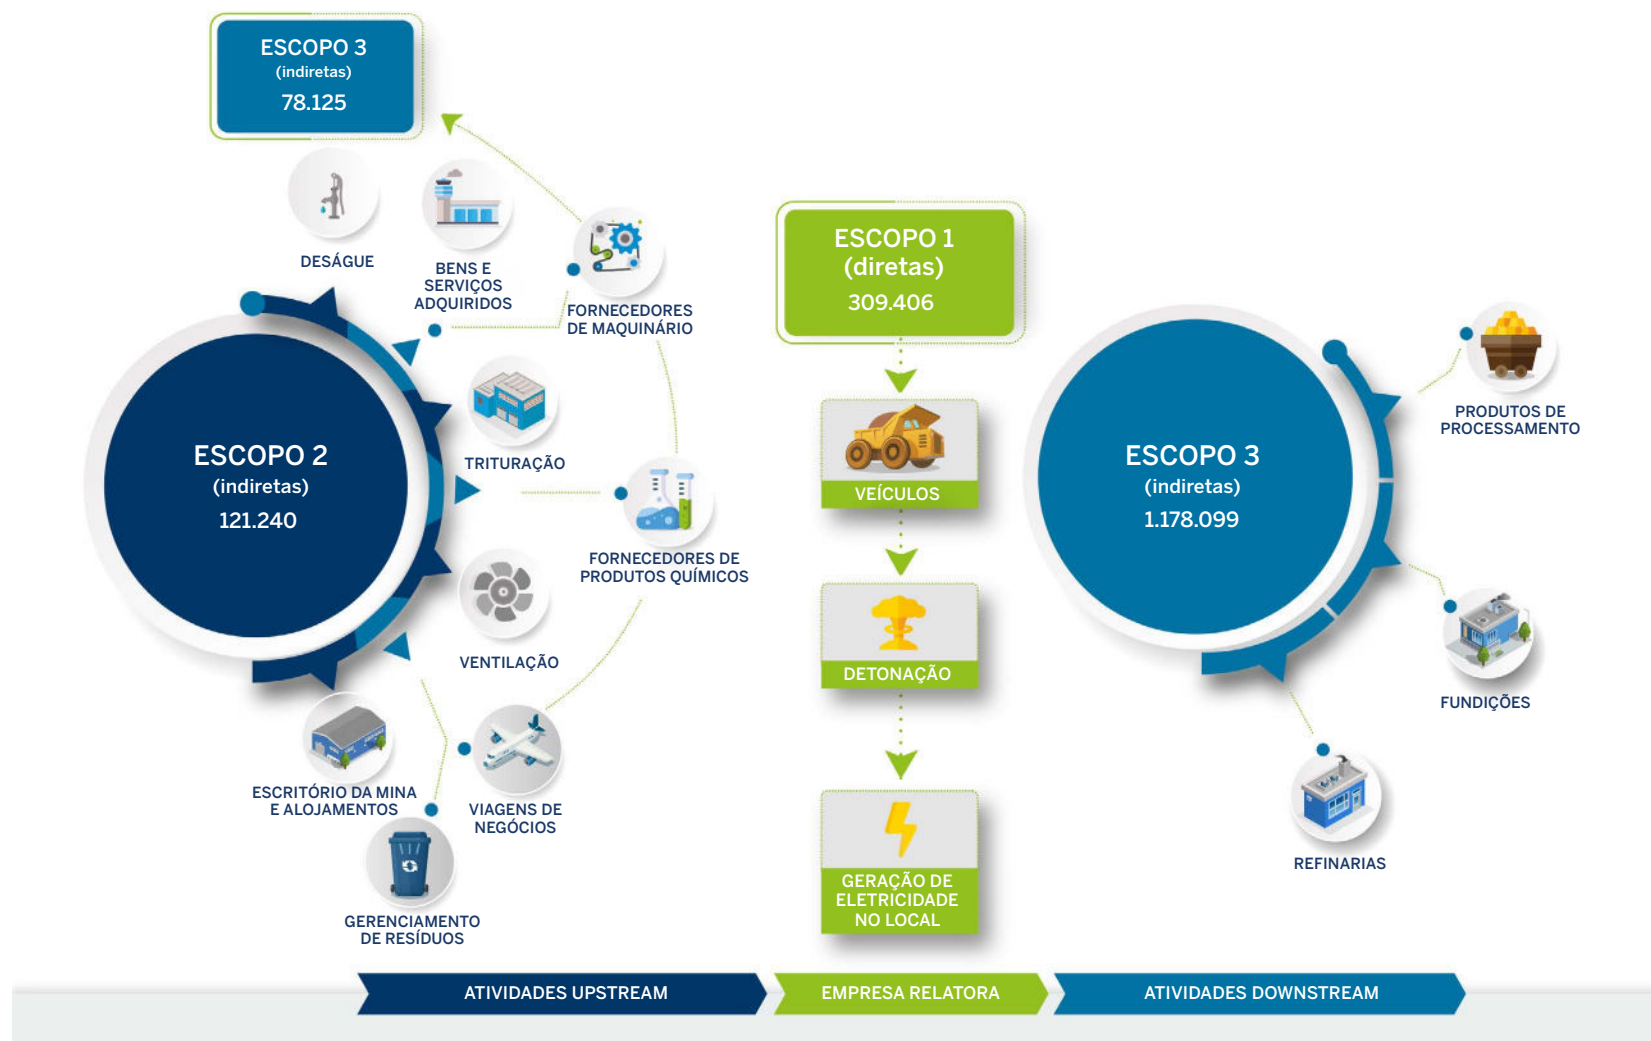 ESCOPO 3
(indiretas)
78.125
DESÁGUE
BENS E
SERVIÇOS
ADQUIRIDOS
FORNECEDORES
DE MAQUINÁRIO
TRITURAÇÃO
FORNECEDORES DE
PRODUTOS QUÍMICOS
ESCOPO 2
(indiretas)
121.240
VENTILAÇÃO
ESCRITÓRIO DA MINA
E ALOJAMENTOS
VIAGENS DE
NEGÓCIOS
GERENCIAMENTO
DE RESÍDUOS
ESCOPO 1
(diretas)
309.406
VEÍCULOS
DETONAÇÃO
GERAÇÃO DE
ELETRICIDADE
NO LOCAL
ESCOPO 3
(indiretas)
1.178.099
PRODUTOS DE
PROCESSAMENTO
FUNDIÇÕES
REFINARIAS
ATIVIDADES UPSTREAM
EMPRESA RELATORA
ATIVIDADES DOWNSTREAM